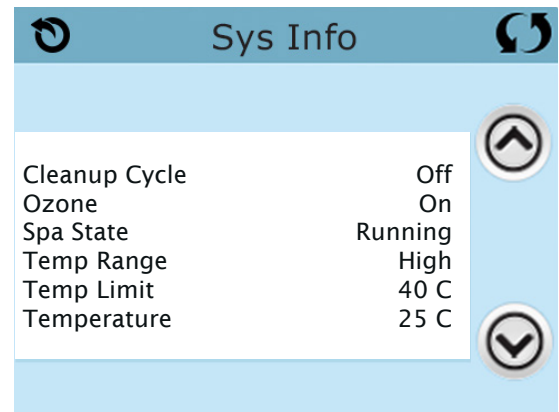 Sys Info
Cleanup Cycle Off
Ozone On
Spa State Running
Temp Range High
Temp Limit 40 C
Temperature 25 C